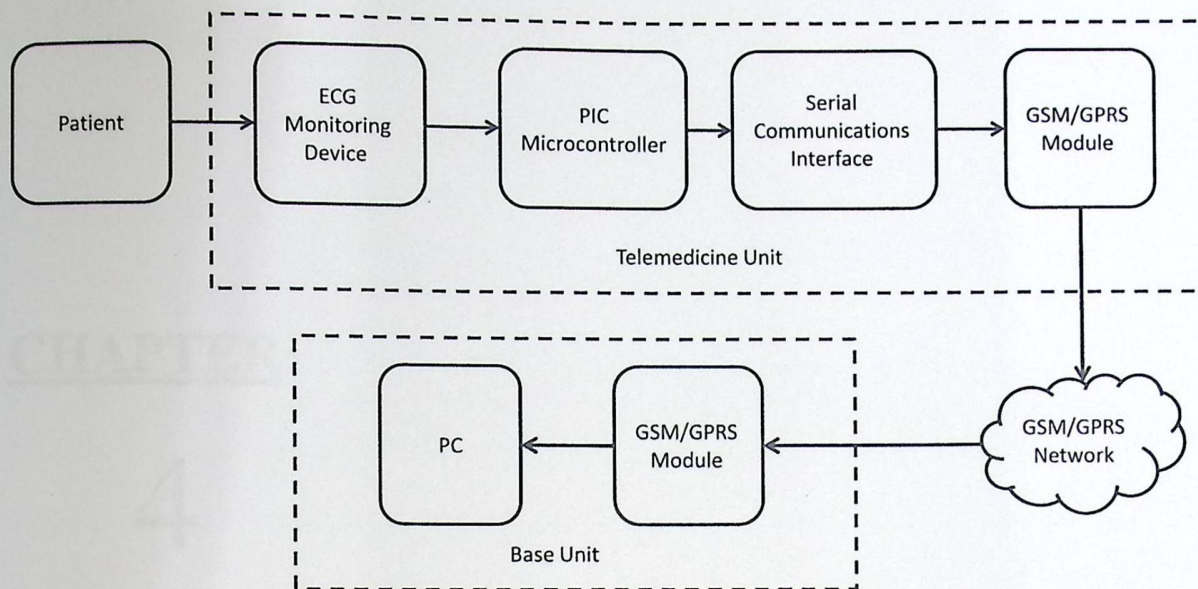 Patient
ECG
Monitoring
Device
PIC
Microcontroller
Serial
Communications
Interface
GSM/GPRS
Module
Telemedicine Unit
CHAPTER
4
PC
GSM/GPRS
Module
GSM/GPRS
Network
Base Unit